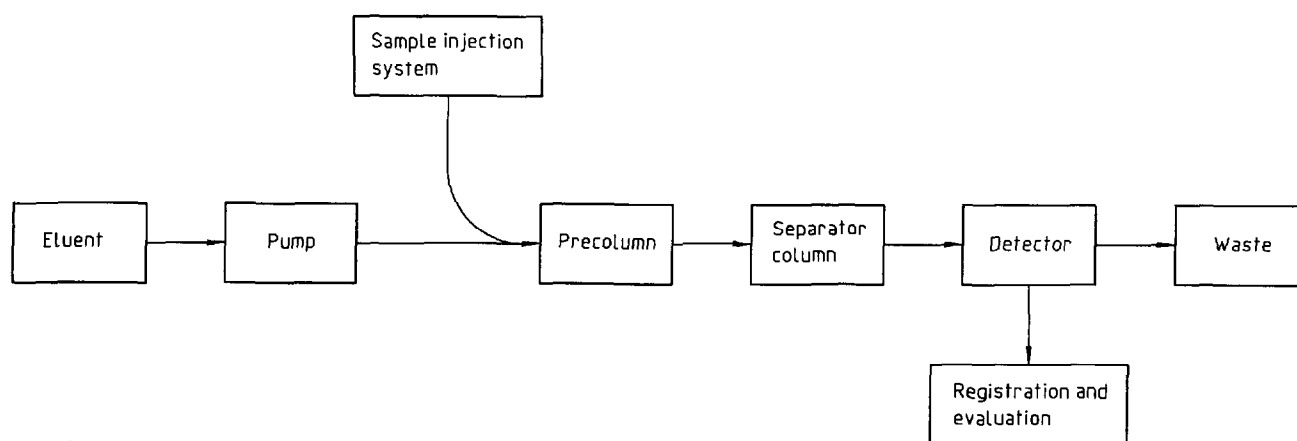 Sample injection
system
Eluent
Pump
Precolumn
Separator
column
Detector
Waste
Registration and
evaluation